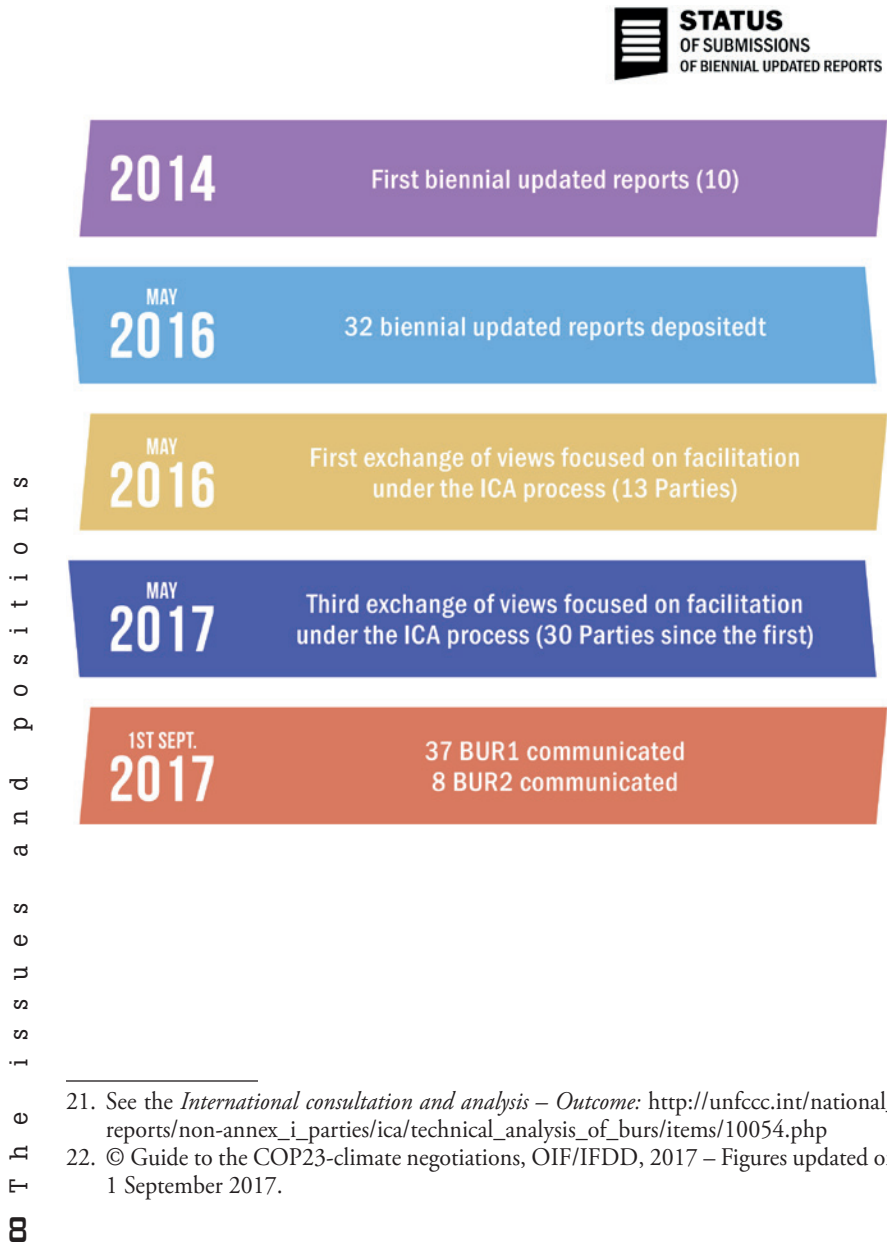 STATUS
OF SUBMISSIONS
OF BIENNIAL UPDATED REPORTS
2014
First biennial updated reports (10)
MAY
2016
32 biennial updated reports depositedt
MAY
2016
First exchange of views focused on facilitation
under the ICA process (13 Parties)
MAY
2017
Third exchange of views focused on facilitation
under the ICA process (30 Parties since the first)
1ST SEPT.
2017
37 BUR1 communicated
8 BUR2 communicated
21. See the International consultation and analysis – Outcome: http://unfccc.int/national_
reports/non-annex_i_parties/ica/technical_analysis_of_burs/items/10054.php
22. © Guide to the COP23-climate negotiations, OIF/IFDD, 2017 – Figures updated
1 September 2017.
8 The issues and positions